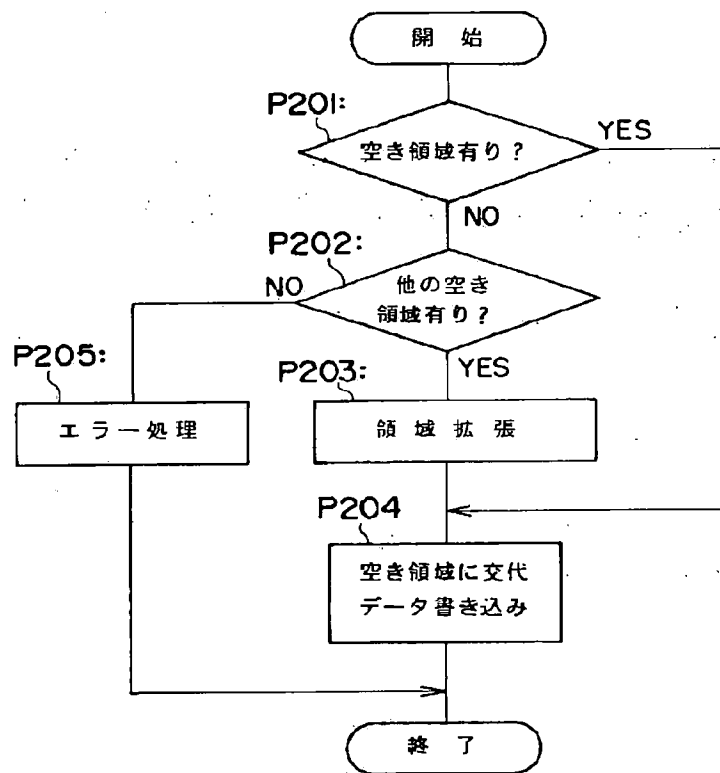 開始
P201:
空き領域有り?
YES
NO
P202:
他の空き
領域有り?
NO
YES
P205:
エラー処理
P203:
領域拡張
P204
空き領域に交代
データ書き込み
終了